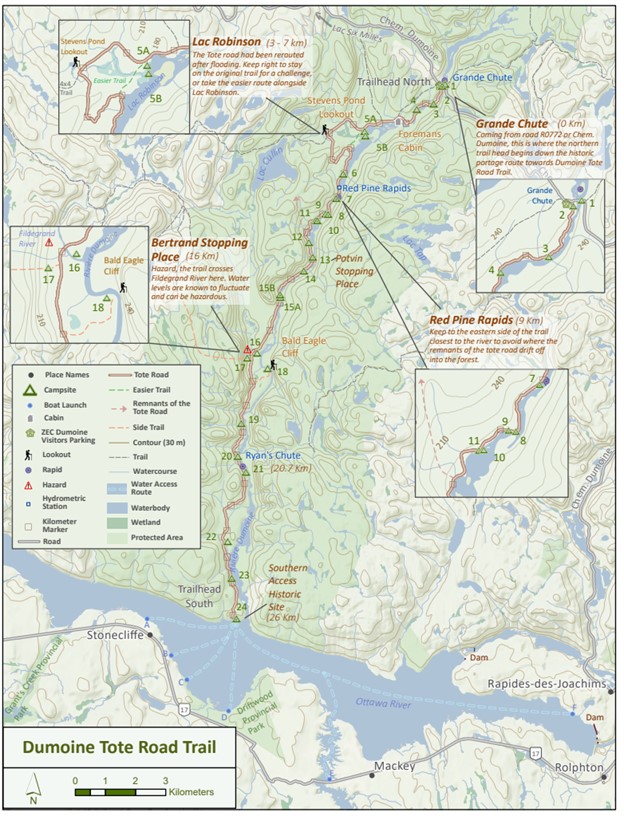 Stevens Pond
Lookout
210
180
5A
Easier Trail
4x4
Trail
Lac Robinson
5B
Lac Robinson (3 - 7 km)
The Tote road had been rerouted
after flooding. Keep right to stay
on the original trail for a challenge,
or take the easier route alongside
Lac Robinson.
Lac Six Milles
Chem. Dumoine
Trailhead North
Grande Chute
1
2
3
4
Stevens Pond
Lookout
5A
5B
Foremans
Cabin
Grande Chute (0 Km)
Coming from road R0772 or Chem.
Dumoine, this is where the northern
trail head begins down the historic
portage route towards Dumoine Tote
Road Trail.
Grande
Chute
1
2
3
4
240
240
6
Red Pine Rapids
7
8
9
10
11
12
13
Potvin
Stopping
Place
14
15B
15A
Fildegrand
River
16
17
Bald Eagle
Cliff
18
210
240
Bertrand Stopping
Place (16 Km)
Hazard, the trail crosses
Fildegrand River here. Water
levels are known to fluctuate
and can be hazardous.
16
17
Bald Eagle
Cliff
18
Red Pine Rapids (9 Km)
Keep to the eastern side of the trail
closest to the river to avoid where the
remnants of the tote road drift off
into the forest.
7
240
210
9
8
11
10
Place Names
Campsite
Boat Launch
Cabin
ZEC Dumoine
Visitors Parking
Lookout
Rapid
Hazard
Hydrometric
Station
Kilometer
Marker
Road
Tote Road
Easier Trail
Remnants of the
Tote Road
Side Trail
Contour (30 m)
Trail
Watercourse
Water Access
Route
Waterbody
Wetland
Protected Area
19
20
Ryan's Chute
21
(20.7 Km)
Chem. Dumoine
22
23
Trailhead
South
24
Southern
Access
Historic
Site
(26 Km)
Stonecliffe
A
B
C
D
E
F
17
Driftwood
Provincial
Park
Ottawa River
Dam
Rapides-des-Joachims
Dam
17
Mackey
Rolphton
Dumoine Tote Road Trail
N
0 1 2 3
Kilometers